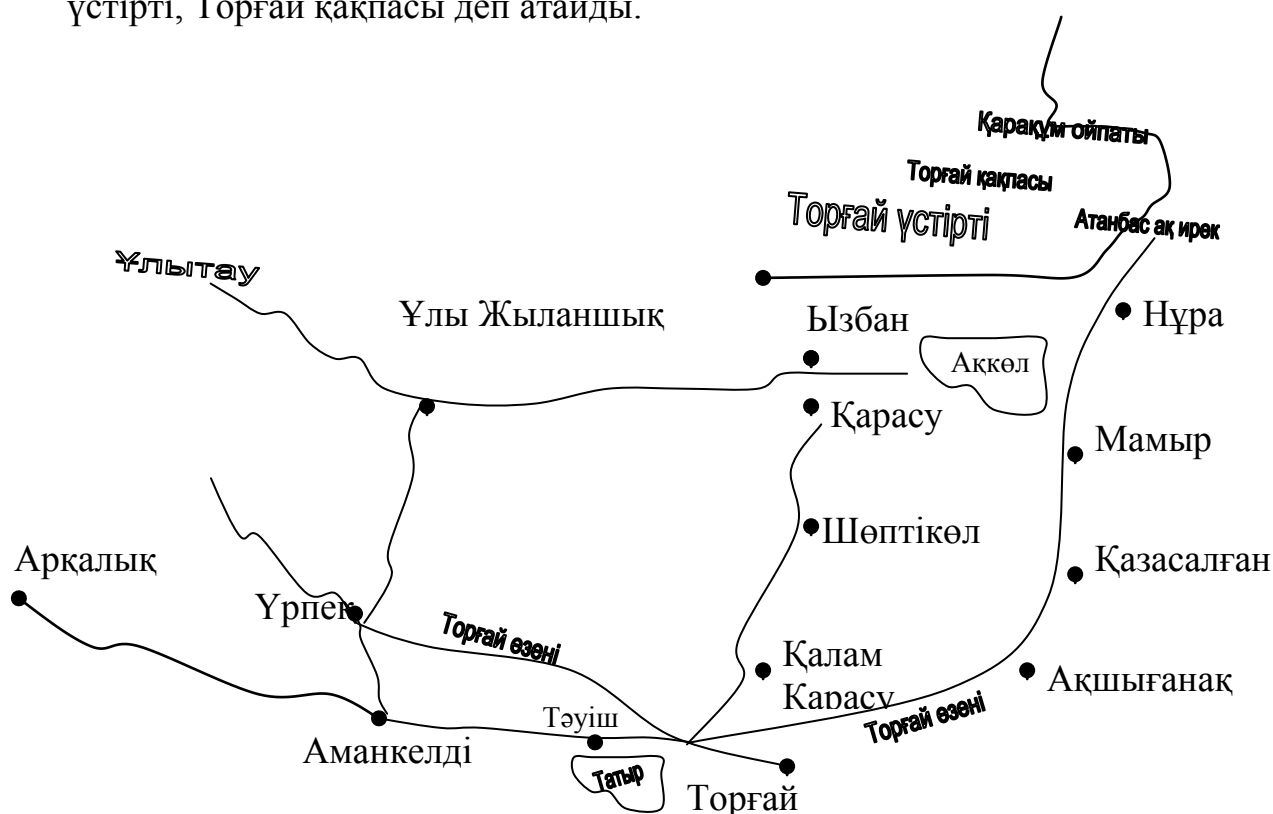 үстірті, Торғай қақпасы деп атайды.
Қарақұм ойпаты
Торғай қақпасы
Торғай үстірті
Атанбас ақ ирек
Ұлытау
Ұлы Жыланшық
Ызбан
Нұра
Ақкөл
Қарасу
Мамыр
Шөптікөл
Арқалық
Қазасалған
Үрпек
Торғай өзені
Қалам
Қарасу
Ақшығанақ
Торғай өзені
Тәуіш
Аманкелді
Татыр
Торғай